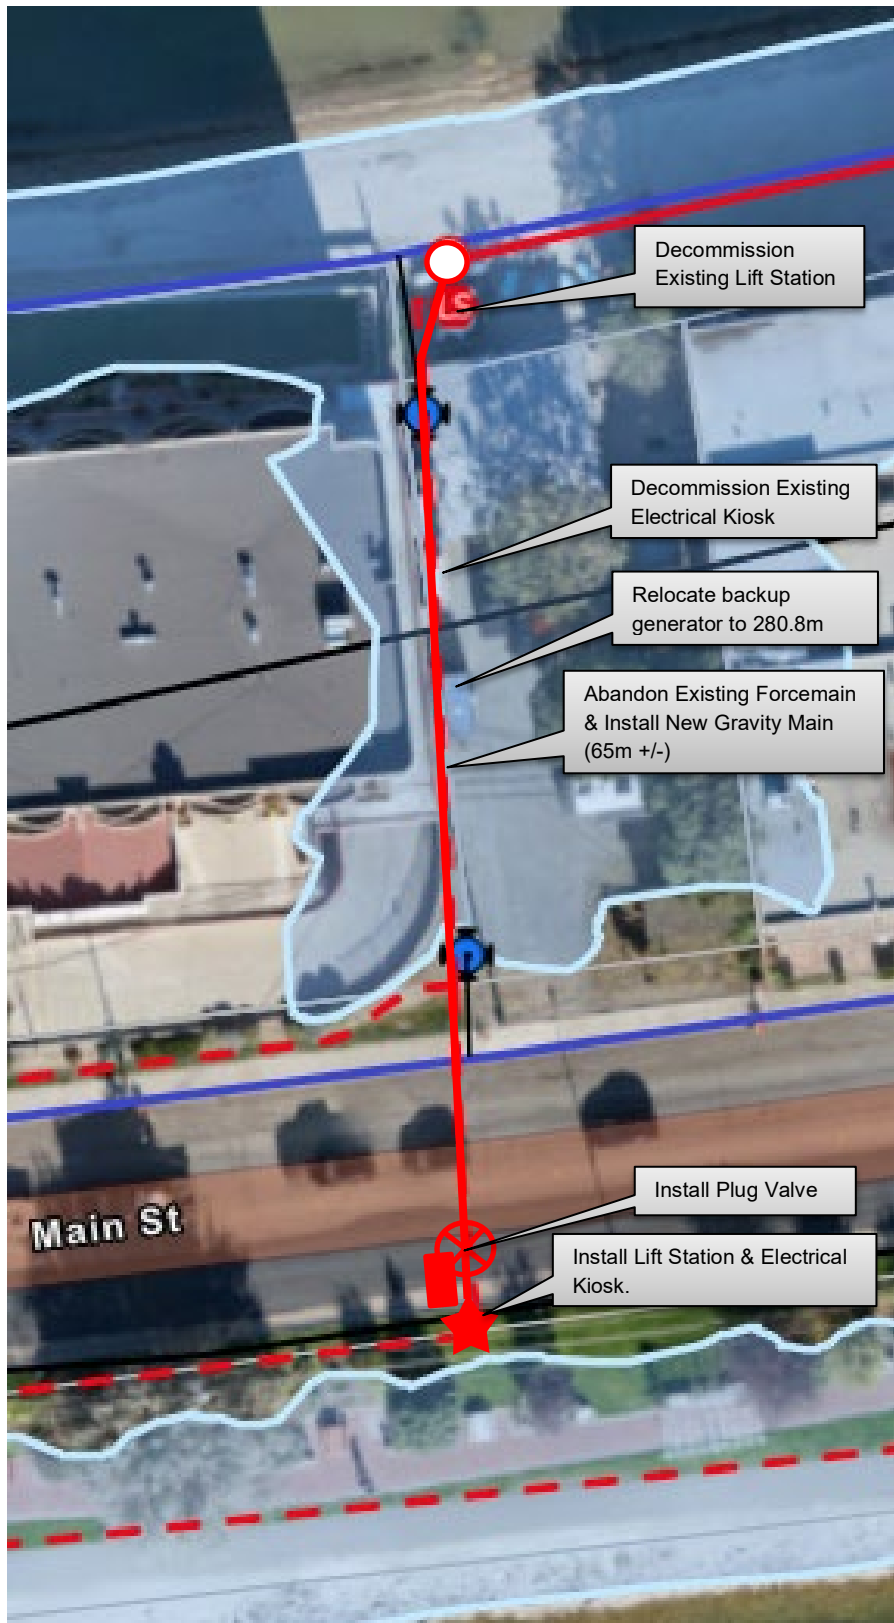 Decommission
Existing Lift Station
LS
Decommission Existing
Electrical Kiosk
Relocate backup
generator to 280.8m
Abandon Existing Forcemain
& Install New Gravity Main
(65m +/-)
Install Plug Valve
Main St
Install Lift Station & Electrical
Kiosk.